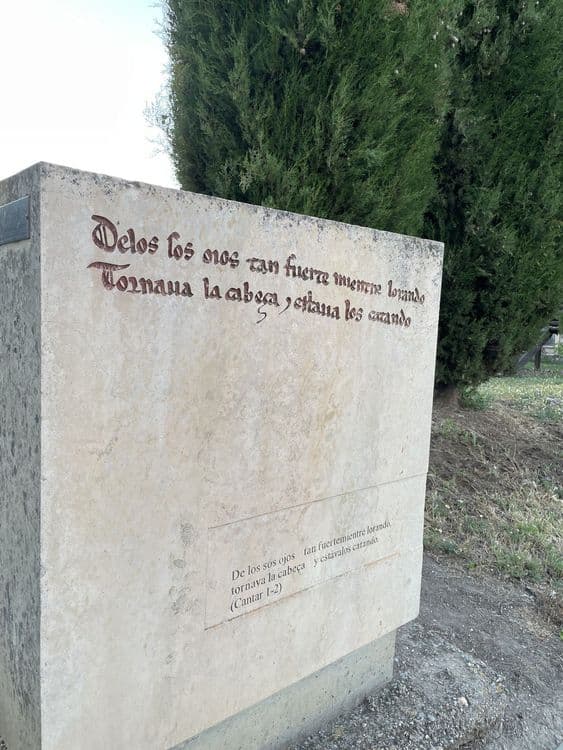 Delos sos oios tan fuerte mientre lorando
Tornaua la cabeça ⁊ estaua los catando
De los sos ojos tan fuertemientre lorando,
tornava la cabeça y estávalos catando.
(Cantar 1-2)